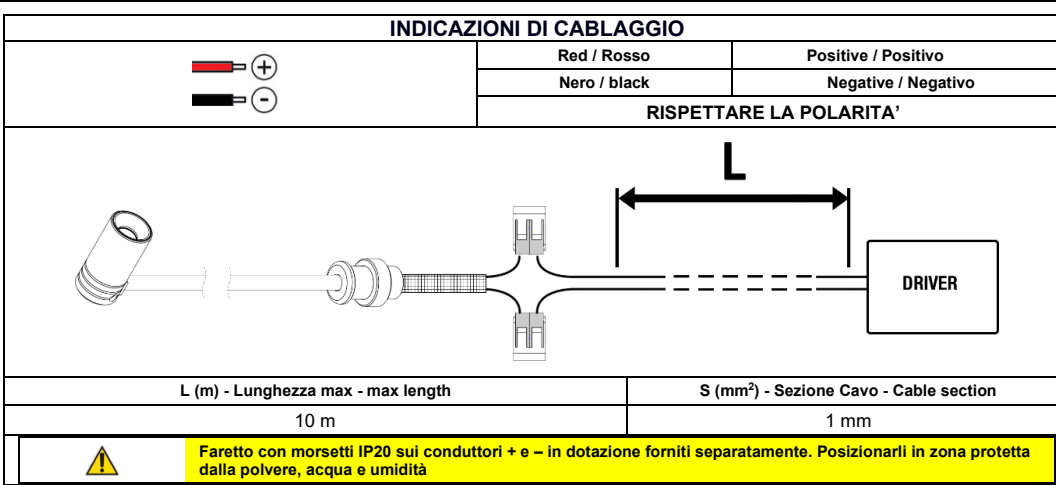 INDICAZIONI DI CABLAGGIO
+
Red / Rosso
Positive / Positivo
-
Nero / black
Negative / Negativo
RISPETTARE LA POLARITA’
L
DRIVER
L (m) - Lunghezza max - max length
S (mm²) - Sezione Cavo - Cable section
10 m
1 mm
Faretto con morsetti IP20 sui conduttori + e – in dotazione forniti separatamente. Posizionarli in zona protetta
dalla polvere, acqua e umidità